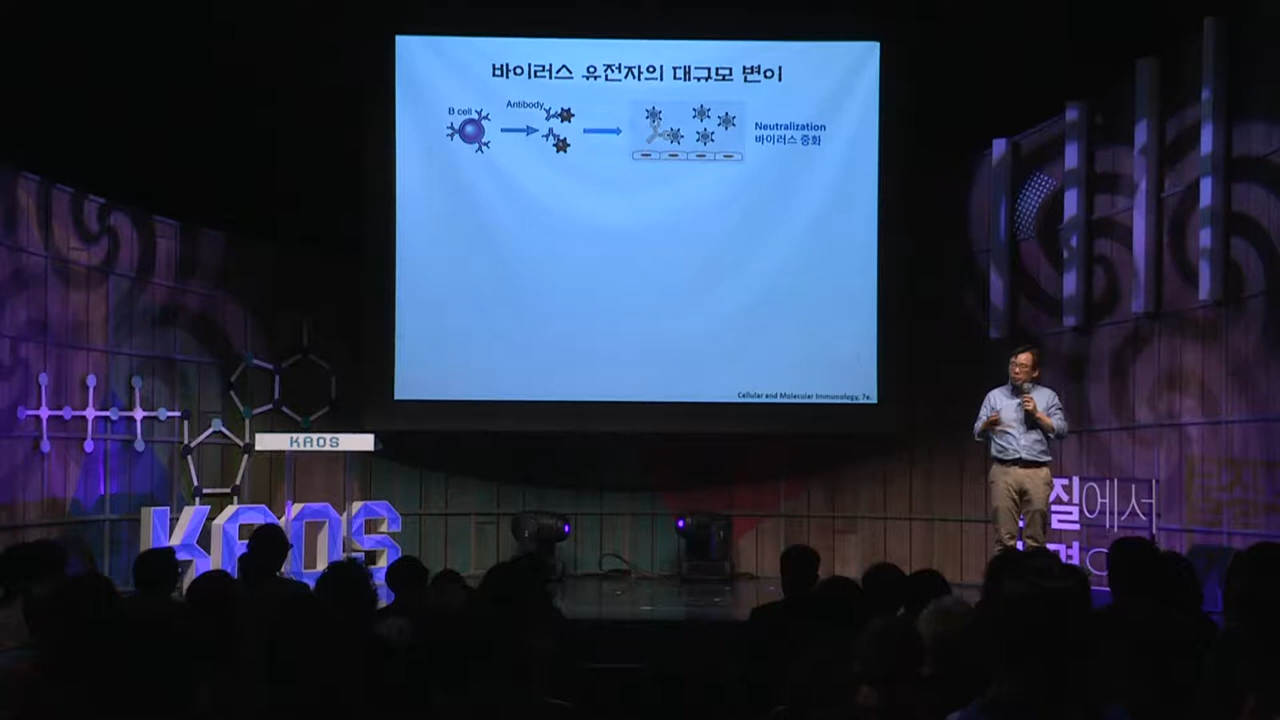 바이러스 유전자의 대규모 변이
B cell
Antibody
Neutralization
바이러스 중화
Cellular and Molecular Immunology, 7e.
KAOS
KAOS
질에서